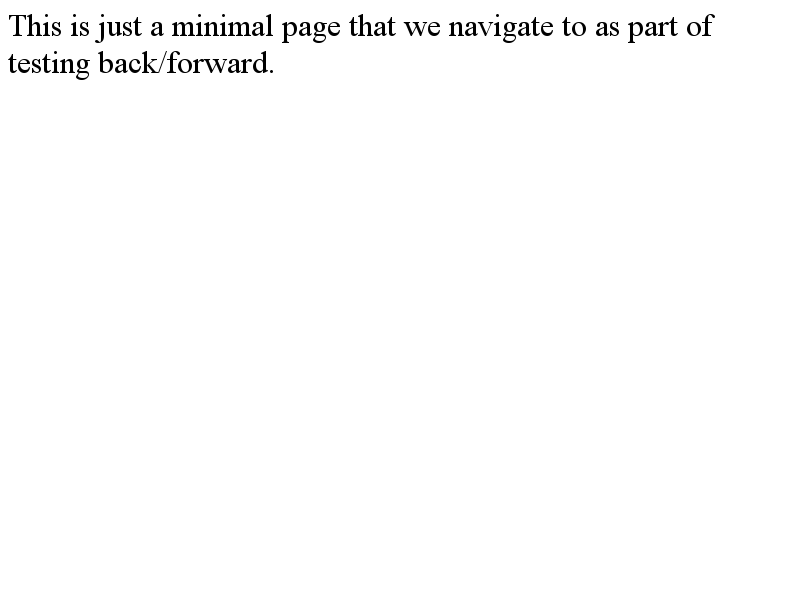 This is just a minimal page that we navigate to as part of
testing back/forward.